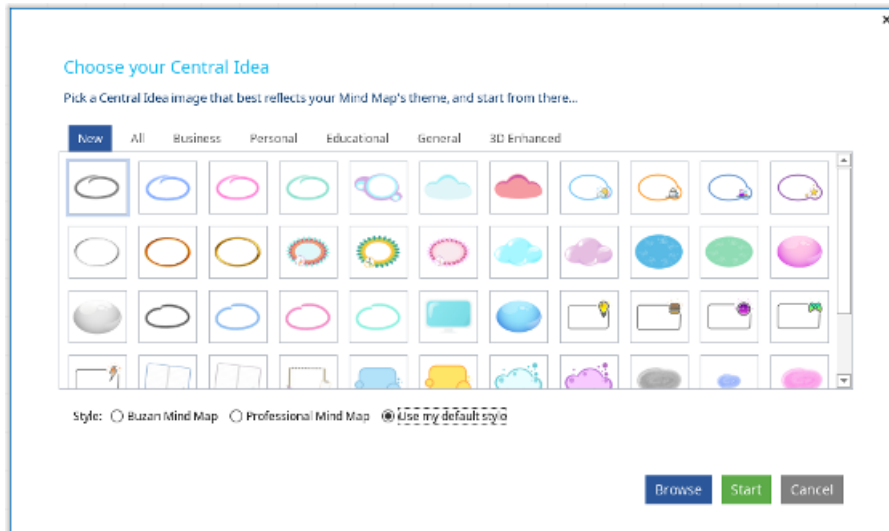 Choose your Central Idea
Pick a Central Idea image that best reflects your Mind Map's theme, and start from there...
New All Business Personal Educational General 3D Enhanced
Style: Buzan Mind Map Professional Mind Map Use my default style
Browse Start Cancel